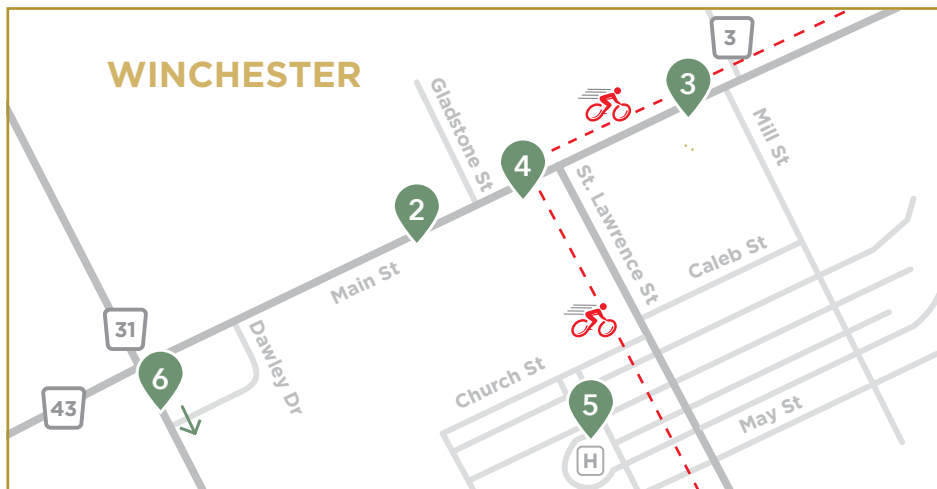 WINCHESTER
3
3
Gladstone St
Mill St
4
2
St. Lawrence St
Caleb St
Main St
31
Dawley Dr
6
Church St
43
5
May St
H